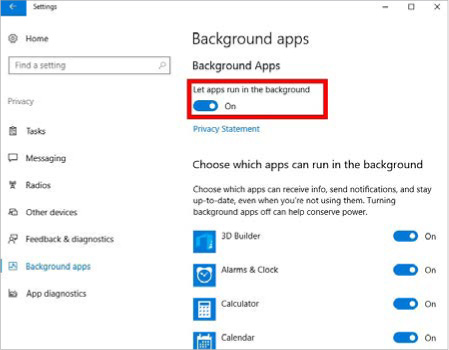 Settings
Home
Find a setting
Privacy
Tasks
Messaging
Radios
Other devices
Feedback & diagnostics
Background apps
App diagnostics
Background apps
Background Apps
Let apps run in the background
On
Privacy Statement
Choose which apps can run in the background
Choose which apps can receive info, send notifications, and stay
up-to-date, even when you're not using them. Turning
background apps off can help conserve power.
3D Builder On
Alarms & Clock On
Calculator On
Calendar On